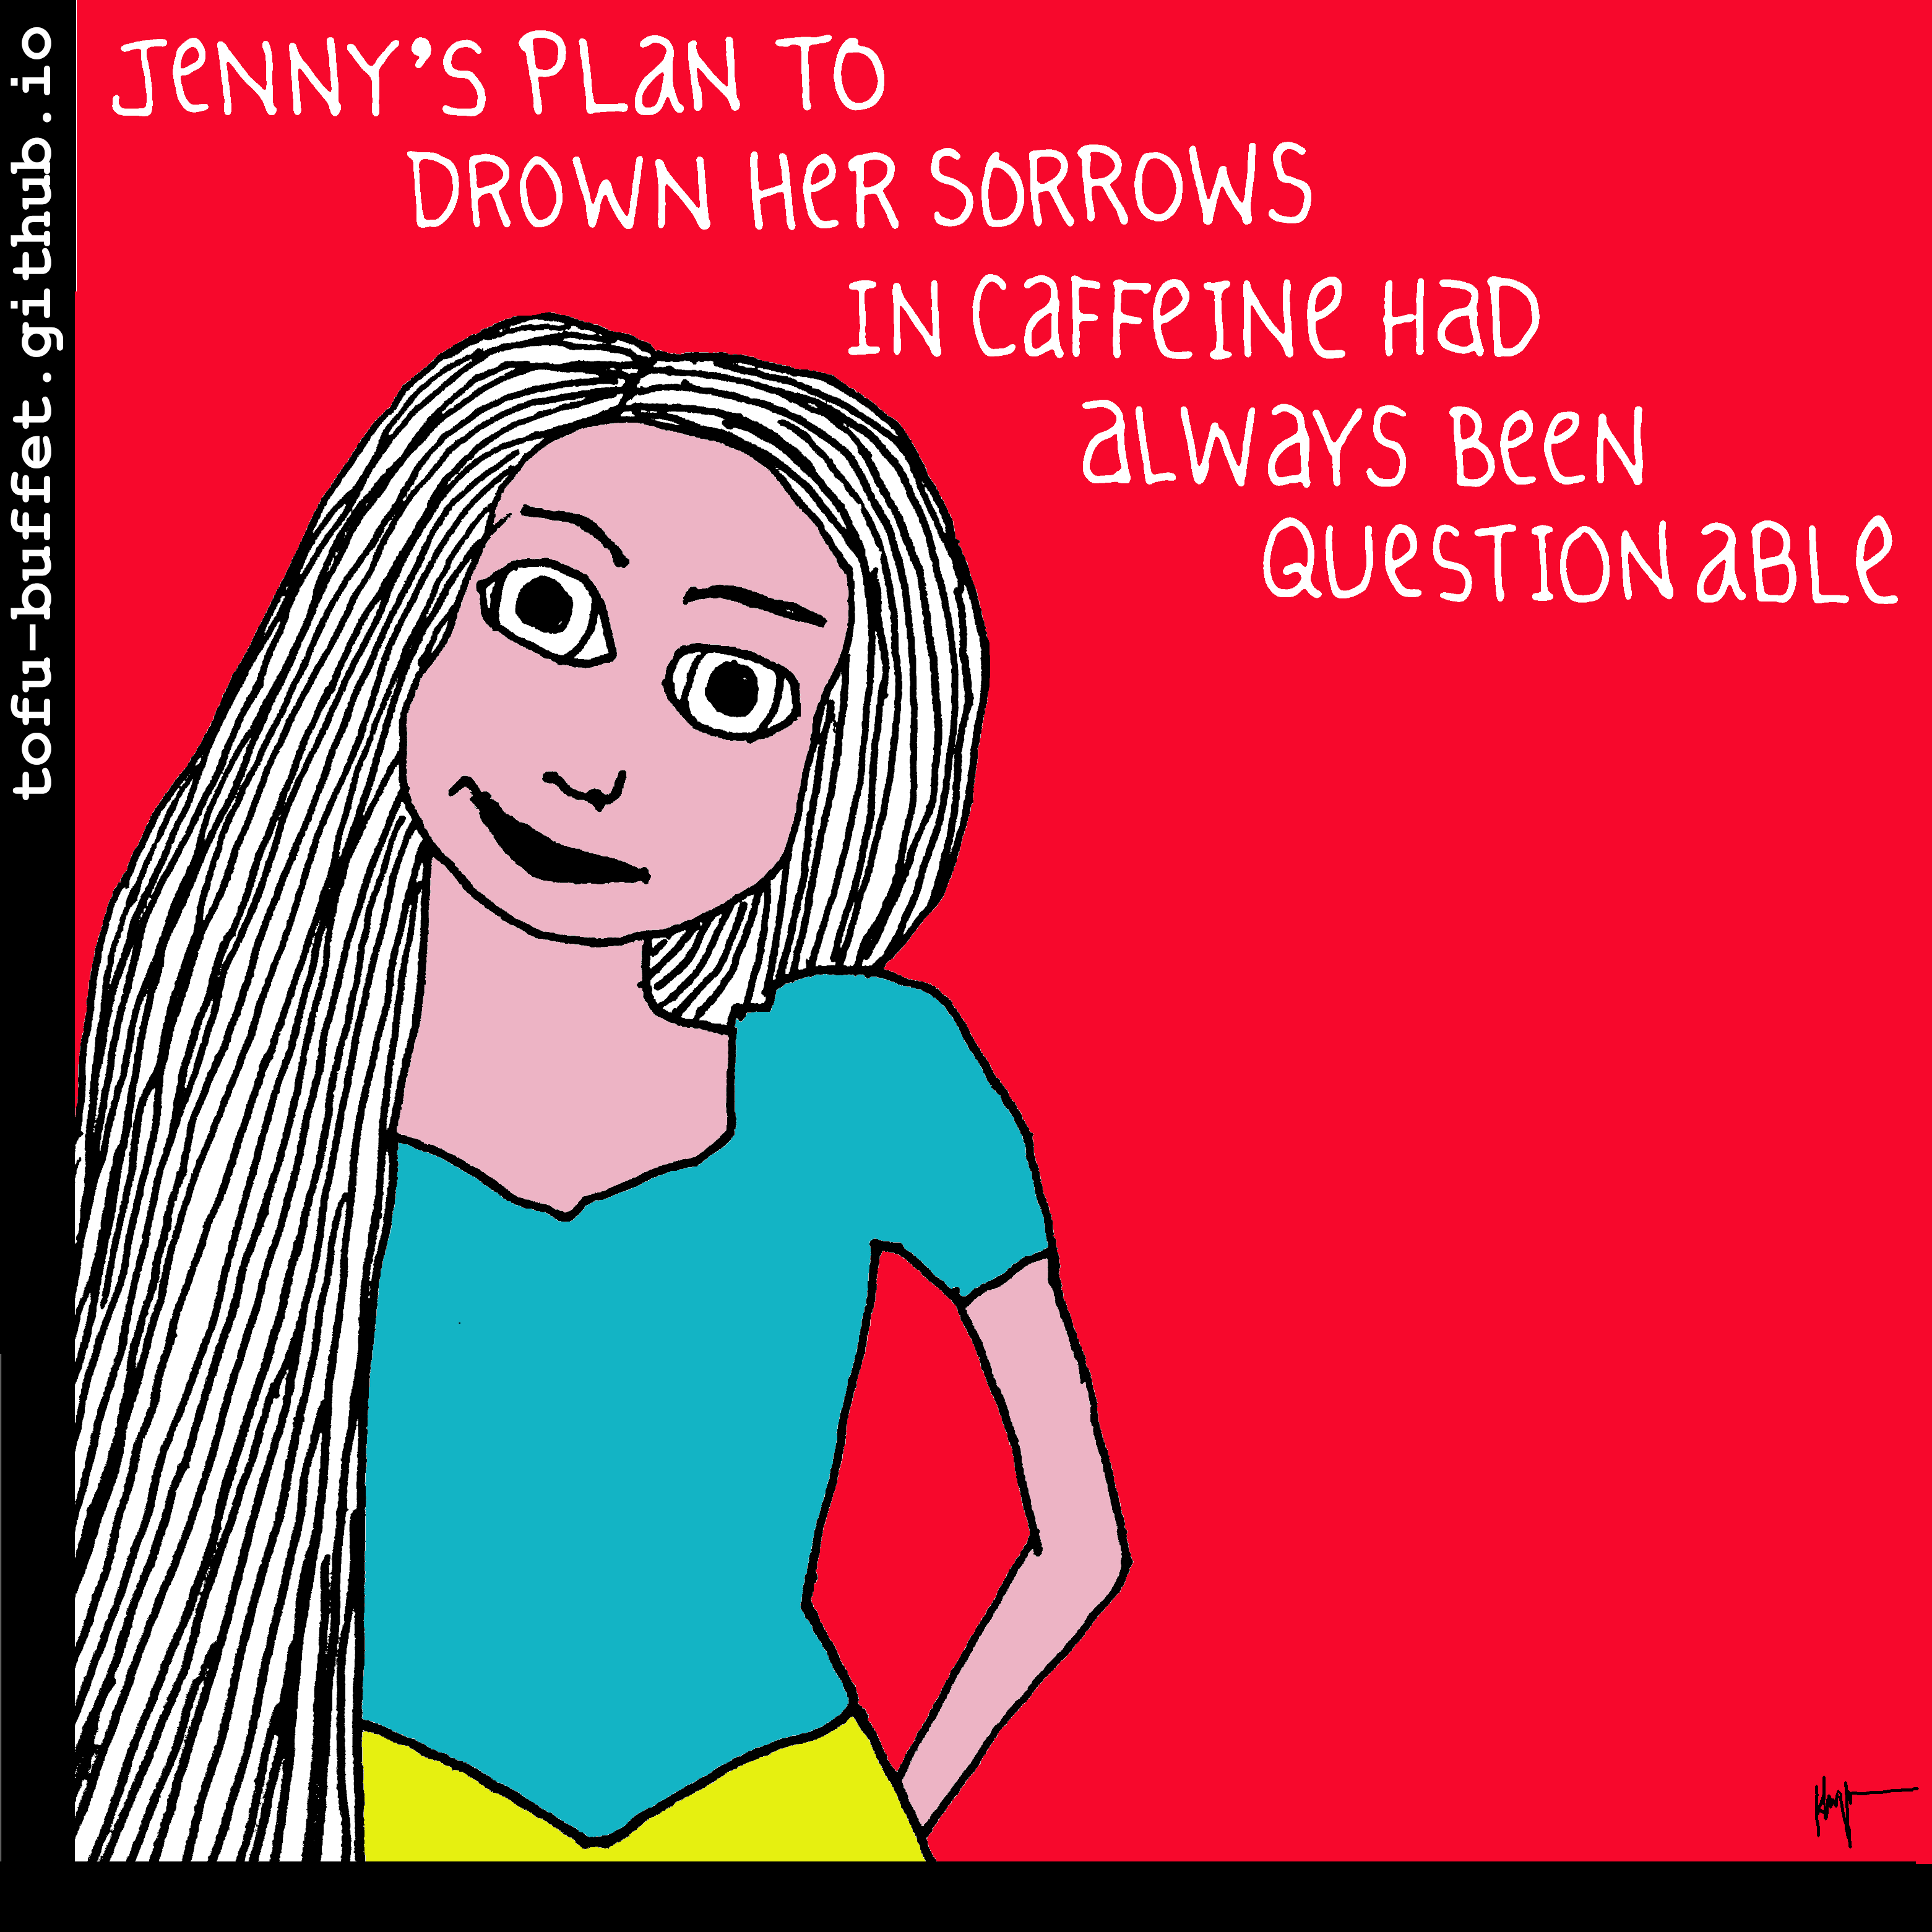 JENNY'S PLAN TO
DROWN HER SORROWS
IN CAFFEINE HAD
ALWAYS BEEN
QUESTIONABLE
tofu-buffet.github.io